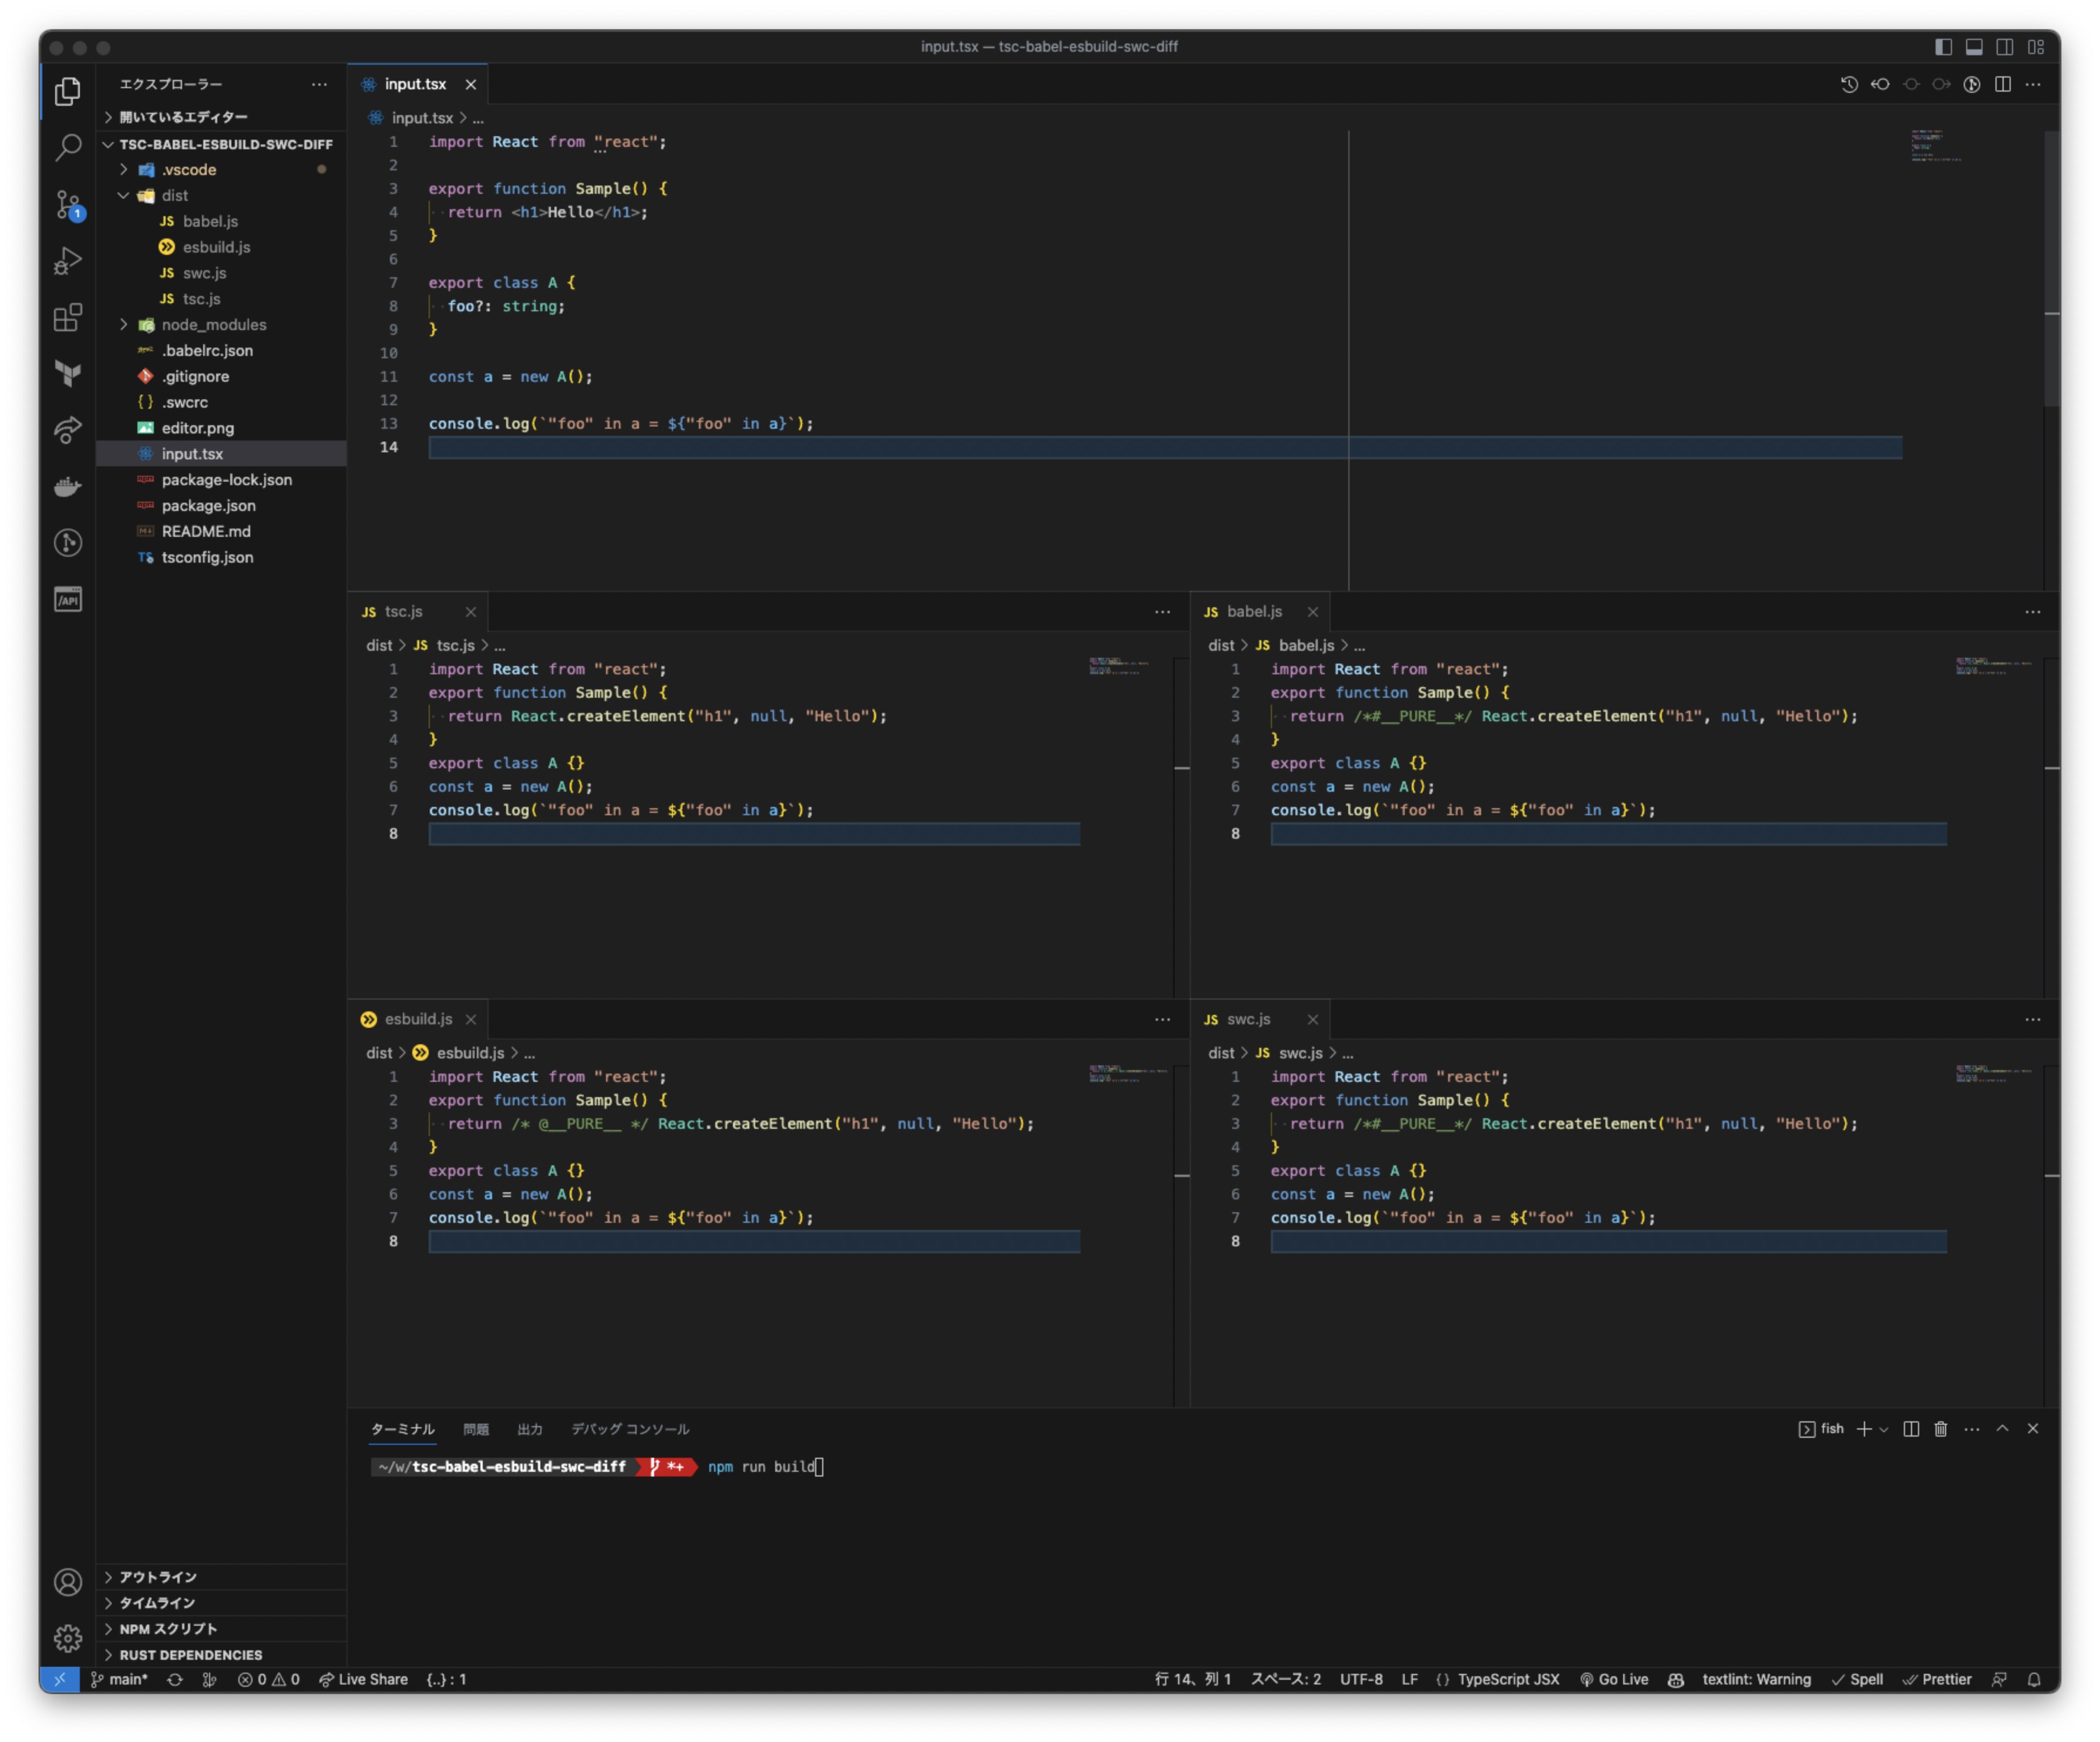 input.tsx — tsc-babel-esbuild-swc-diff
エクスプローラー
開いているエディター
TSC-BABEL-ESBUILD-SWC-DIFF
.vscode
dist
babel.js
esbuild.js
swc.js
tsc.js
node_modules
.babelrc.json
.gitignore
.swcrc
editor.png
input.tsx
package-lock.json
package.json
README.md
tsconfig.json
アウトライン
タイムライン
NPM スクリプト
RUST DEPENDENCIES
input.tsx
input.tsx > ...
1 import React from "react";
2
3 export function Sample() {
4 return <h1>Hello</h1>;
5 }
6
7 export class A {
8 foo?: string;
9 }
10
11 const a = new A();
12
13 console.log(`"foo" in a = ${"foo" in a}`);
14
JS tsc.js
dist > JS tsc.js > ...
1 import React from "react";
2 export function Sample() {
3 return React.createElement("h1", null, "Hello");
4 }
5 export class A {}
6 const a = new A();
7 console.log(`"foo" in a = ${"foo" in a}`);
8
JS babel.js
dist > JS babel.js > ...
1 import React from "react";
2 export function Sample() {
3 return /*#__PURE__*/ React.createElement("h1", null, "Hello");
4 }
5 export class A {}
6 const a = new A();
7 console.log(`"foo" in a = ${"foo" in a}`);
8
esbuild.js
dist > esbuild.js > ...
1 import React from "react";
2 export function Sample() {
3 return /* @__PURE__ */ React.createElement("h1", null, "Hello");
4 }
5 export class A {}
6 const a = new A();
7 console.log(`"foo" in a = ${"foo" in a}`);
8
JS swc.js
dist > JS swc.js > ...
1 import React from "react";
2 export function Sample() {
3 return /*#__PURE__*/ React.createElement("h1", null, "Hello");
4 }
5 export class A {}
6 const a = new A();
7 console.log(`"foo" in a = ${"foo" in a}`);
8
ターミナル 問題 出力 デバッグ コンソール fish
~/w/tsc-babel-esbuild-swc-diff *+ npm run build
main* 0 0 Live Share {..} : 1 行 14、列 1 スペース: 2 UTF-8 LF {} TypeScript JSX Go Live textlint: Warning Spell Prettier